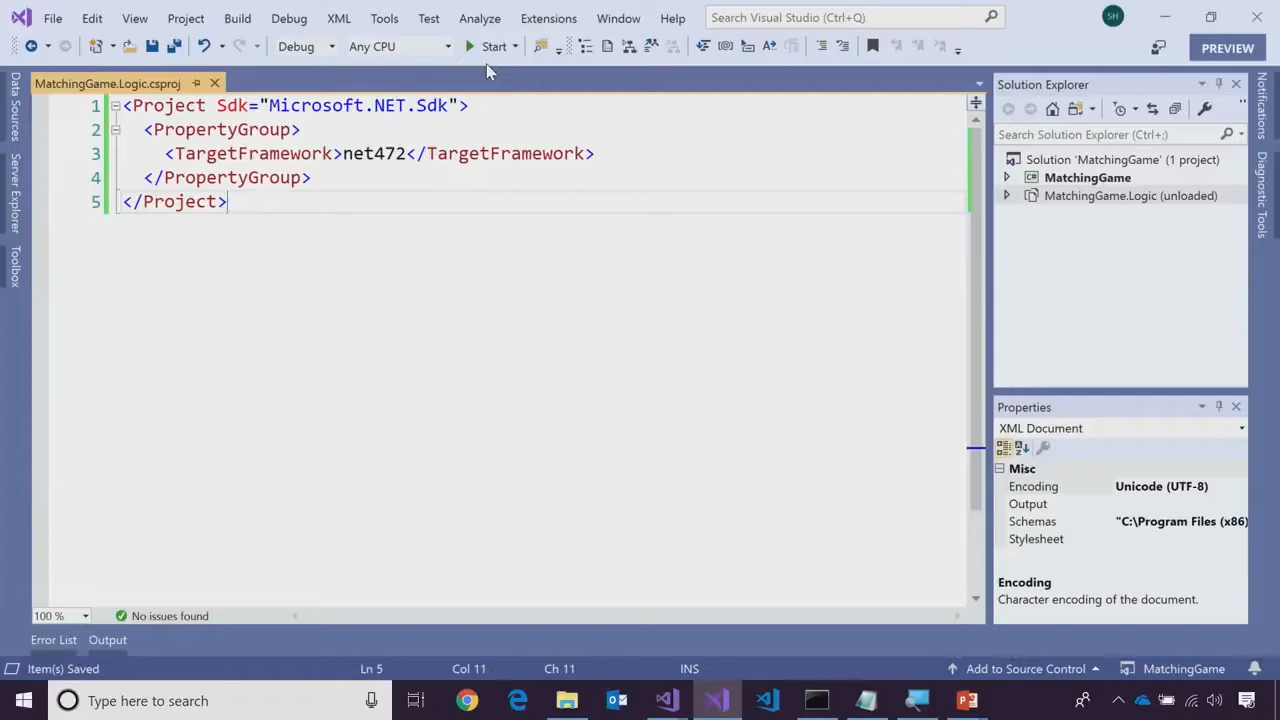 File Edit View Project Build Debug XML Tools Test Analyze Extensions Window Help Search Visual Studio (Ctrl+Q) SH
Debug Any CPU Start PREVIEW
MatchingGame.Logic.csproj
1 <Project Sdk="Microsoft.NET.Sdk">
2 <PropertyGroup>
3 <TargetFramework>net472</TargetFramework>
4 </PropertyGroup>
5 </Project>
100 % No issues found
Data Sources
Server Explorer
Toolbox
Solution Explorer
Search Solution Explorer (Ctrl+;)
Solution 'MatchingGame' (1 project)
MatchingGame
MatchingGame.Logic (unloaded)
Properties
XML Document
Misc
Encoding Unicode (UTF-8)
Output
Schemas "C:\Program Files (x86)
Stylesheet
Encoding
Character encoding of the document.
Notifications
Diagnostic Tools
Error List Output
Item(s) Saved Ln 5 Col 11 Ch 11 INS Add to Source Control MatchingGame
Type here to search